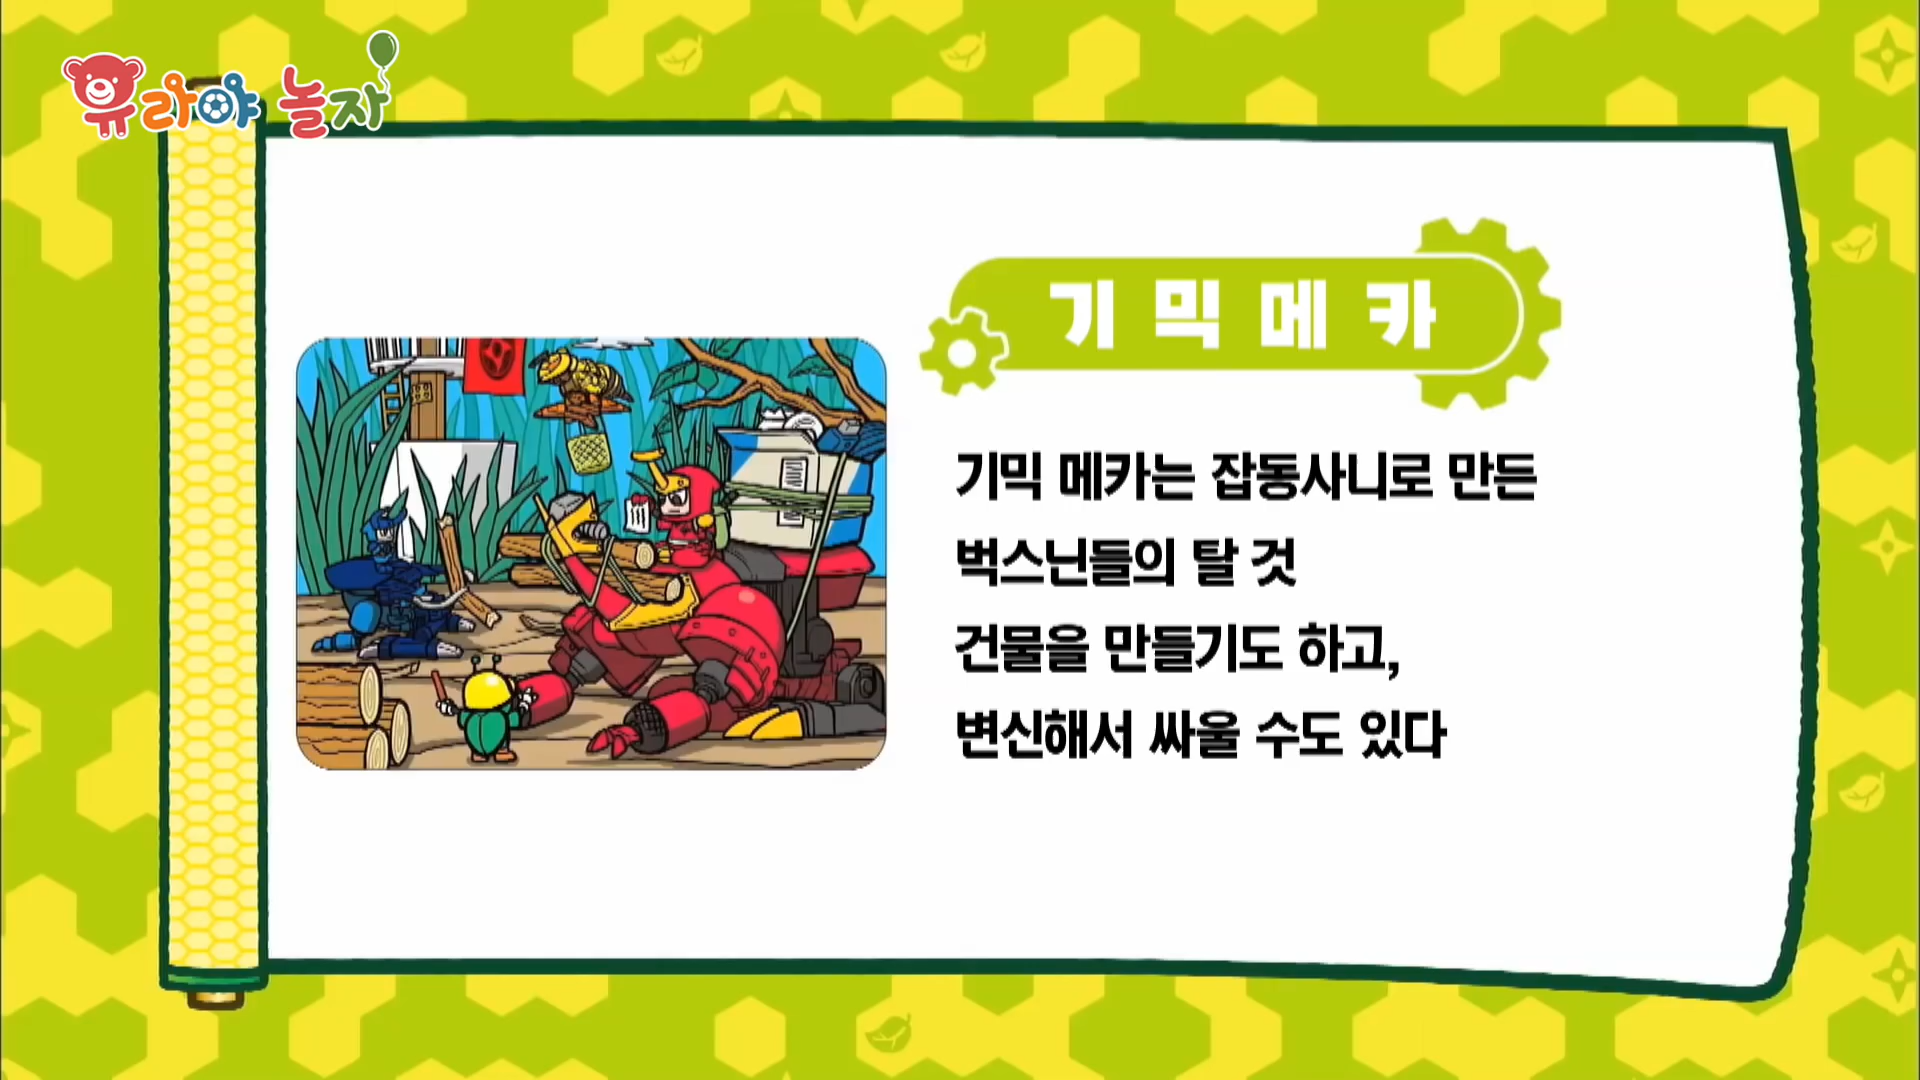 유라야 놀자
기믹메카
기믹 메카는 잡동사니로 만든
벅스닌들의 탈 것
건물을 만들기도 하고,
변신해서 싸울 수도 있다